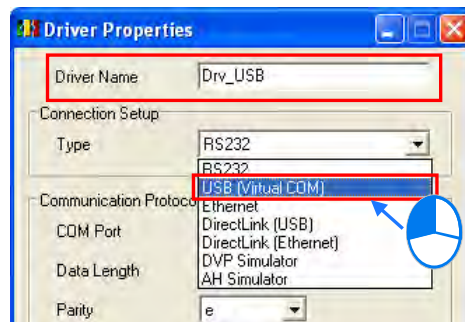 Driver Properties
Driver Name Drv_USB
Connection Setup
Type RS232
RS232
USB (Virtual COM)
Communication Protoco
Ethernet
COM Port DirectLink (USB)
DirectLink (Ethernet)
Data Length DVP Simulator
AH Simulator
Parity e